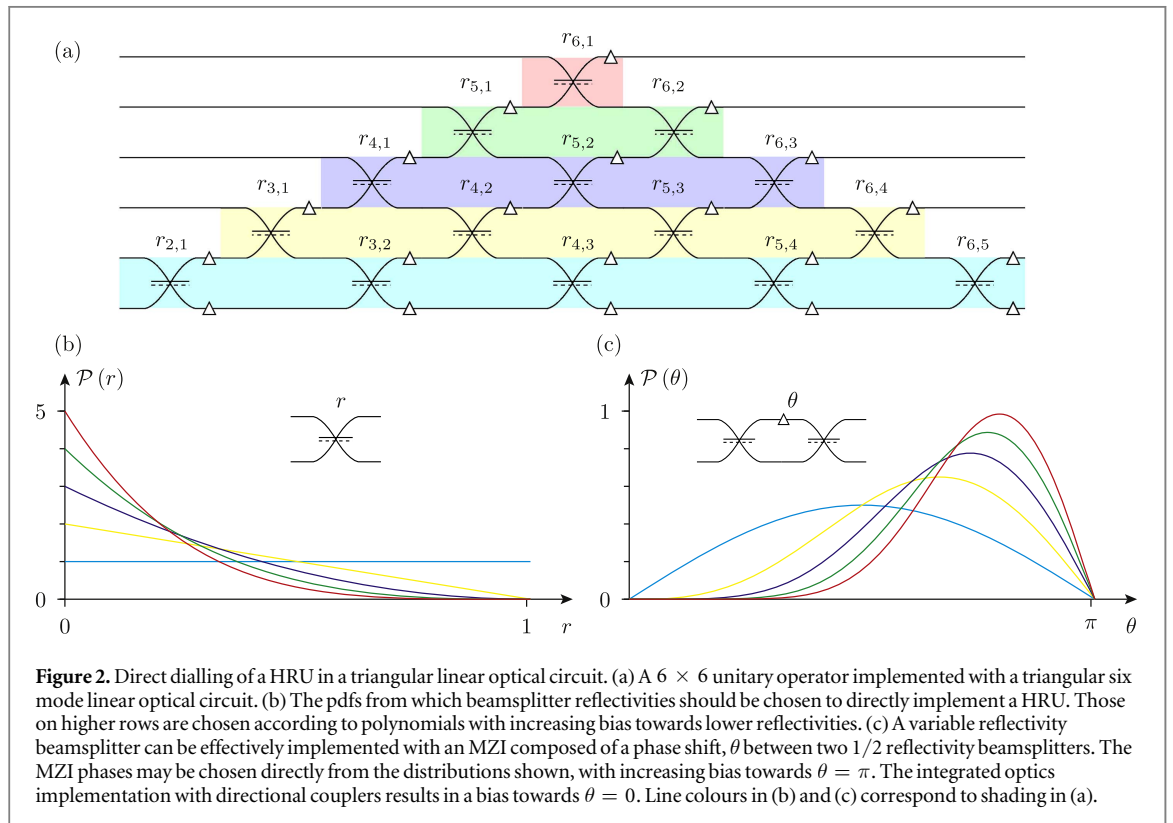 (a)
r6,1
r5,1 r6,2
r4,1 r5,2 r6,3
r3,1 r4,2 r5,3 r6,4
r2,1 r3,2 r4,3 r5,4 r6,5
(b) (c)
P (r) P (θ)
5 r 1 θ
0 0
0 1 r π θ
Figure 2. Direct dialling of a HRU in a triangular linear optical circuit. (a) A 6 × 6 unitary operator implemented with a triangular six
mode linear optical circuit. (b) The pdfs from which beamsplitter reflectivities should be chosen to directly implement a HRU. Those
on higher rows are chosen according to polynomials with increasing bias towards lower reflectivities. (c) A variable reflectivity
beamsplitter can be effectively implemented with an MZI composed of a phase shift, θ between two 1/2 reflectivity beamsplitters. The
MZI phases may be chosen directly from the distributions shown, with increasing bias towards θ = π. The integrated optics
implementation with directional couplers results in a bias towards θ = 0. Line colours in (b) and (c) correspond to shading in (a).